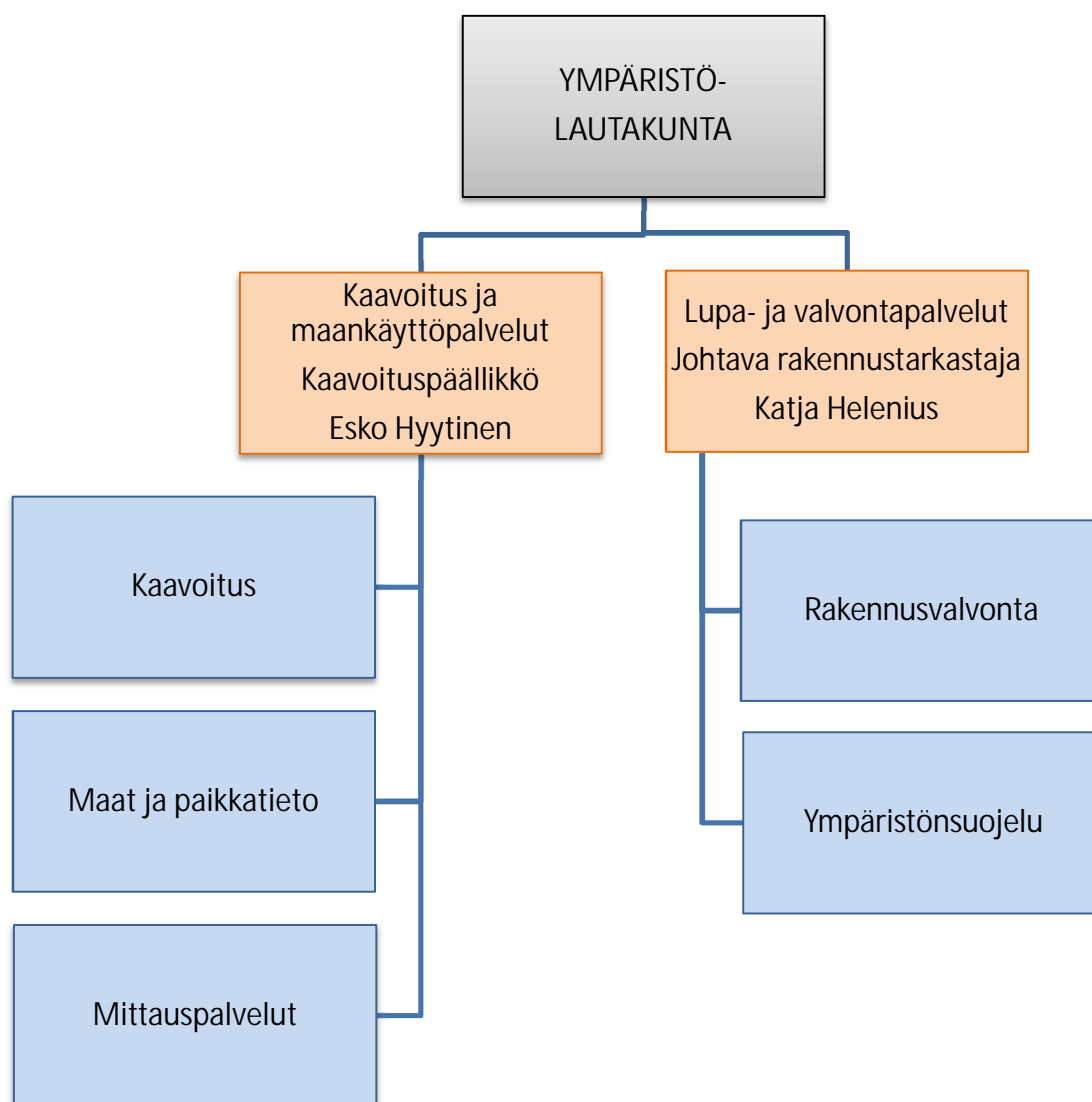 YMPÄRISTÖ-
LAUTAKUNTA
Kaavoitus ja
maankäyttöpalvelut
Kaavoituspäällikkö
Esko Hyytinen
Lupa- ja valvontapalvelut
Johtava rakennustarkastaja
Katja Helenius
Kaavoitus
Maat ja paikkatieto
Mittauspalvelut
Rakennusvalvonta
Ympäristönsuojelu